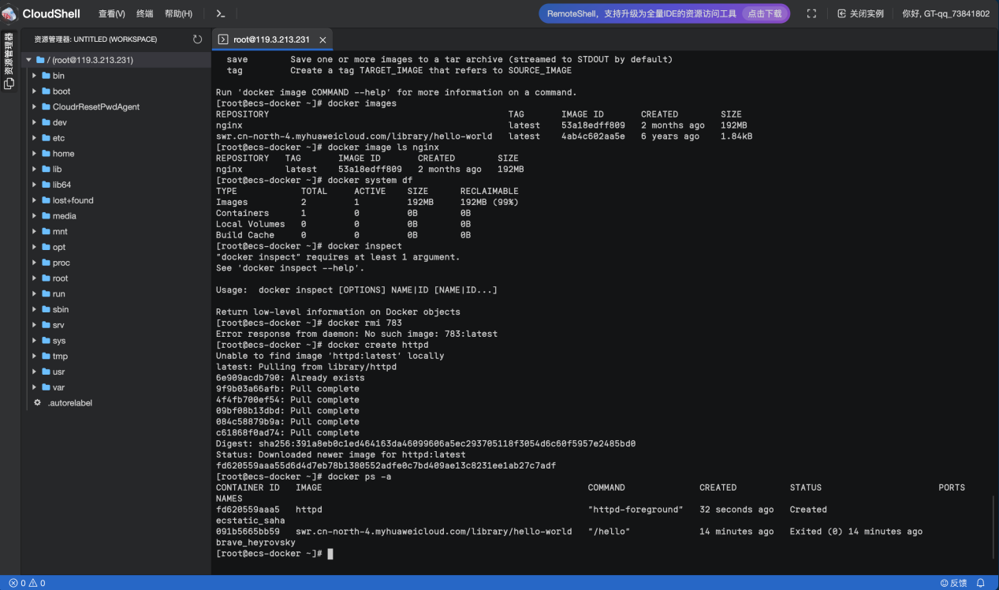 CloudShell 查看(V) 终端 帮助(H) RemoteShell，支持升级为全量IDE的资源访问工具 点击下载 关闭实例 你好, GT-qq_73841802
资源管理器
资源管理器: UNTITLED (WORKSPACE)
/ (root@119.3.213.231)
bin
boot
CloudrResetPwdAgent
dev
etc
home
lib
lib64
lost+found
media
mnt
opt
proc
root
run
sbin
srv
sys
tmp
usr
var
.autorelabel
root@119.3.213.231
save        Save one or more images to a tar archive (streamed to STDOUT by default)
tag         Create a tag TARGET_IMAGE that refers to SOURCE_IMAGE
Run 'docker image COMMAND --help' for more information on a command.
[root@ecs-docker ~]# docker images
REPOSITORY TAG IMAGE ID CREATED SIZE
nginx latest 53a18edff809 2 months ago 192MB
swr.cn-north-4.myhuaweicloud.com/library/hello-world latest 4ab4c602aa5e 6 years ago 1.84kB
[root@ecs-docker ~]# docker image ls nginx
REPOSITORY TAG IMAGE ID CREATED SIZE
nginx latest 53a18edff809 2 months ago 192MB
[root@ecs-docker ~]# docker system df
TYPE TOTAL ACTIVE SIZE RECLAIMABLE
Images 2 1 192MB 192MB (99%)
Containers 1 0 0B 0B
Local Volumes 0 0 0B 0B
Build Cache 0 0 0B 0B
[root@ecs-docker ~]# docker inspect
"docker inspect" requires at least 1 argument.
See 'docker inspect --help'.
Usage:  docker inspect [OPTIONS] NAME|ID [NAME|ID...]
Return low-level information on Docker objects
[root@ecs-docker ~]# docker rmi 783
Error response from daemon: No such image: 783:latest
[root@ecs-docker ~]# docker create httpd
Unable to find image 'httpd:latest' locally
latest: Pulling from library/httpd
6e909acdb790: Already exists
9f9b03a66afb: Pull complete
4f4fb700ef54: Pull complete
09bf08b13dbd: Pull complete
084c58879b9a: Pull complete
c61868f0ad74: Pull complete
Digest: sha256:391a8eb0c1ed464163da46099606a5ec293705118f3054d6c60f5957e2485bd0
Status: Downloaded newer image for httpd:latest
fd620559aaa55d6d4d7eb78b1380552adfe0c7bd409ae13c8231ee1ab27c7adf
[root@ecs-docker ~]# docker ps -a
CONTAINER ID IMAGE COMMAND CREATED STATUS PORTS
NAMES
fd620559aaa5 httpd "httpd-foreground" 32 seconds ago Created
ecstatic_saha
091b5665bb59 swr.cn-north-4.myhuaweicloud.com/library/hello-world "/hello" 14 minutes ago Exited (0) 14 minutes ago
brave_heyrovsky
[root@ecs-docker ~]#
0 0 反馈